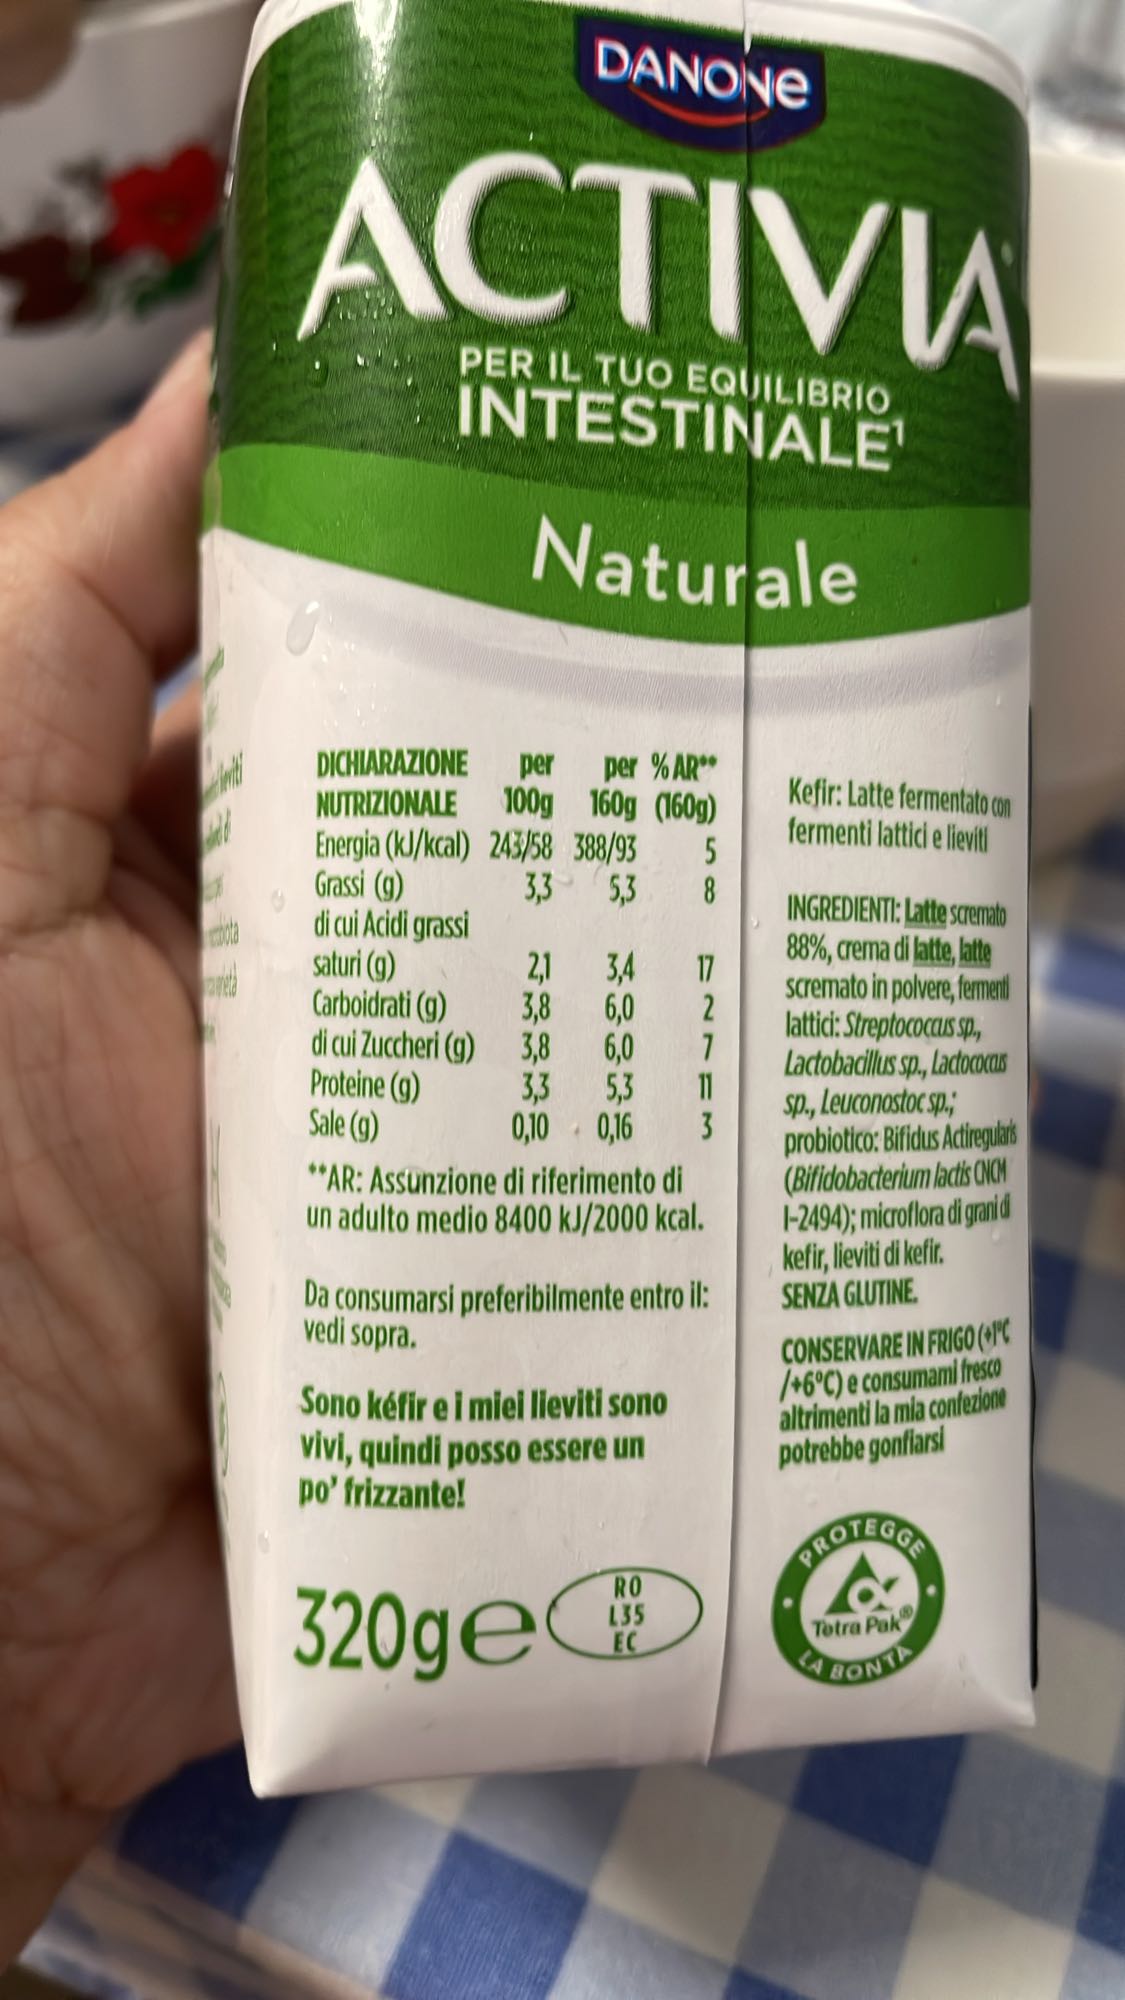 DANONE
ACTIVIA
PER IL TUO EQUILIBRIO
INTESTINALE¹
Naturale
DICHIARAZIONE per per % AR**
NUTRIZIONALE 100g 160g (160g)
Energia (kJ/kcal) 243/58 388/93 5
Grassi (g) 3,3 5,3 8
di cui Acidi grassi
saturi (g) 2,1 3,4 17
Carboidrati (g) 3,8 6,0 2
di cui Zuccheri (g) 3,8 6,0 7
Proteine (g) 3,3 5,3 11
Sale (g) 0,10 0,16 3
**AR: Assunzione di riferimento di
un adulto medio 8400 kJ/2000 kcal.
Da consumarsi preferibilmente entro il:
vedi sopra.
Sono kéfir e i miei lieviti sono
vivi, quindi posso essere un
po' frizzante!
320g e
RO
L35
EC
Kefir: Latte fermentato con
fermenti lattici e lieviti
INGREDIENTI: Latte scremato
88%, crema di latte, latte
scremato in polvere, fermenti
lattici: Streptococcus sp.,
Lactobacillus sp., Lactococcus
sp., Leuconostoc sp.;
probiotico: Bifidus Actiregularis
(Bifidobacterium lactis CNCM
I-2494); microflora di grani di
kefir, lieviti di kefir.
SENZA GLUTINE.
CONSERVARE IN FRIGO (+1°C
/+6°C) e consumami fresco
altrimenti la mia confezione
potrebbe gonfiarsi
PROTEGGE
Tetra Pak®
LA BONTÀ